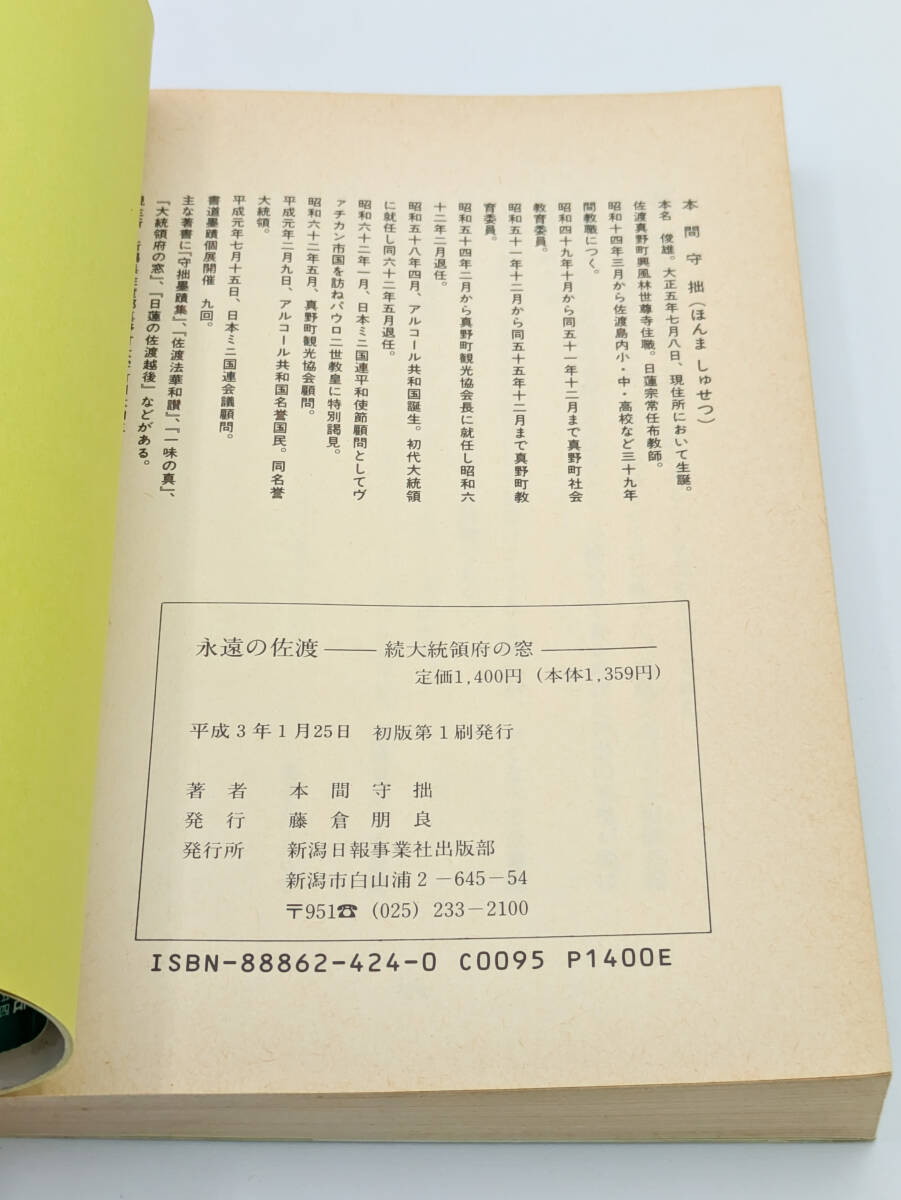 本間守拙（ほんま しゅせつ）
本名 俊雄。大正五年七月八日、現住所において生誕。
佐渡真野町興風林世尊寺住職。日蓮宗常任布教師。
昭和十四年三月から佐渡島内小・中・高校など三十九年
間教職につく。
昭和四十九年十月から同五十一年十二月まで真野町社会
教育委員。
昭和五十一年十二月から同五十五年十二月まで真野町教
育委員。
昭和五十四年二月から真野町観光協会長に就任し昭和六
十二年二月退任。
昭和五十八年四月、アルコール共和国誕生。初代大統領
に就任し同六十二年五月退任。
昭和六十二年一月、日本ミニ国連平和使節顧問としてヴ
ァチカン市国を訪ねパウロ二世教皇に特別謁見。
昭和六十二年五月、真野町観光協会顧問。
平成元年二月九日、アルコール共和国名誉国民。同名誉
大統領。
平成元年七月十五日、日本ミニ国連会議顧問。
書道墨蹟個展開催 九回。
主な著書に『守拙墨蹟集』、『佐渡法華和讃』、『一味の真』、
『大統領府の窓』、『日蓮の佐渡越後』などがある。
永遠の佐渡――続大統領府の窓――――
定価1,400円（本体1,359円）
平成3年1月25日 初版第1刷発行
著者 本間守拙
発行 藤倉朋良
発行所 新潟日報事業社出版部
新潟市白山浦2－645－54
〒951☎（025）233－2100
ISBN-88862-424-0 C0095 P1400E